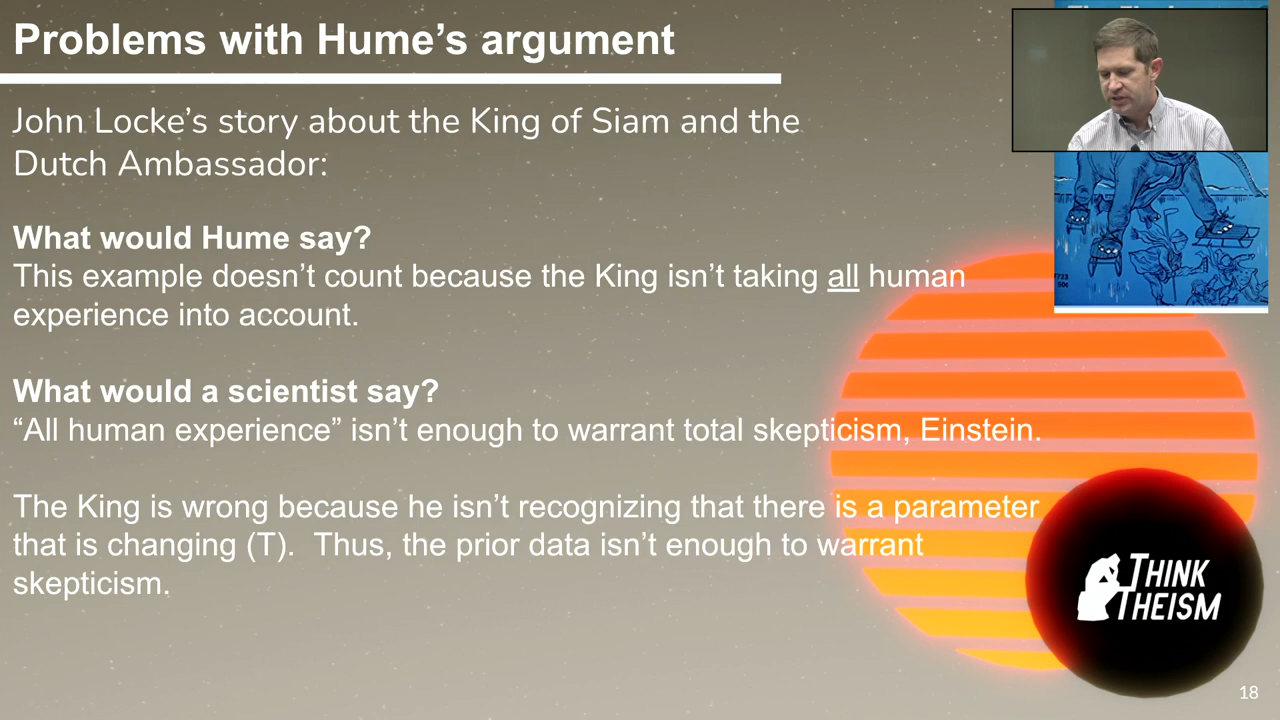 Problems with Hume's argument
John Locke's story about the King of Siam and the
Dutch Ambassador:
What would Hume say?
This example doesn't count because the King isn't taking all human
experience into account.
What would a scientist say?
“All human experience” isn't enough to warrant total skepticism, Einstein.
The King is wrong because he isn't recognizing that there is a parameter
that is changing (T).  Thus, the prior data isn't enough to warrant
skepticism.
THINK
THEISM
18